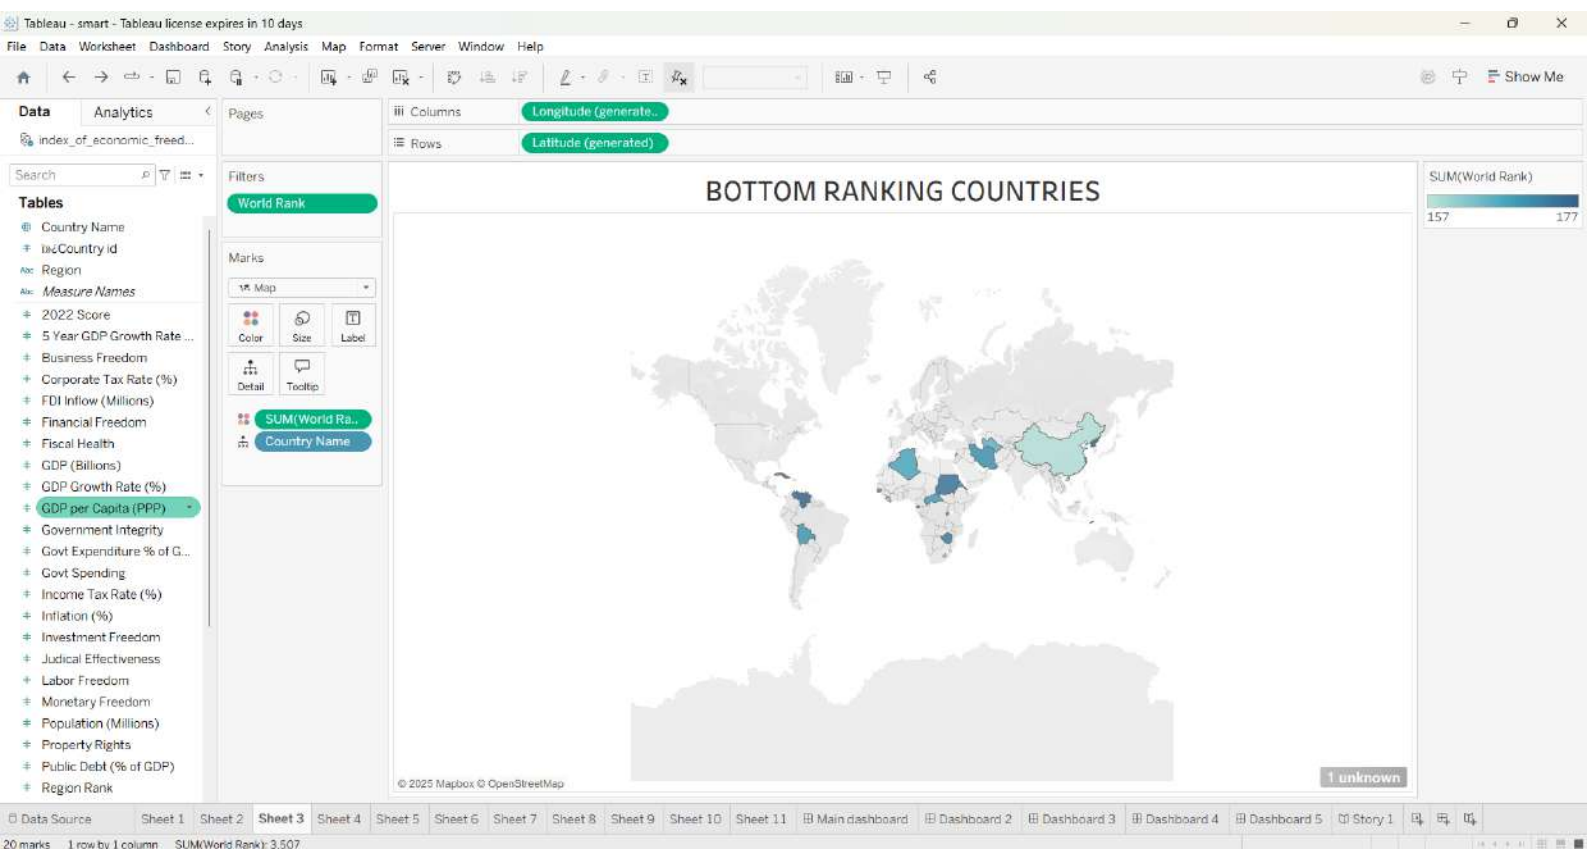 Tableau - smart - Tableau license expires in 10 days
File Data Worksheet Dashboard Story Analysis Map Format Server Window Help
Show Me
Data Analytics
Pages
Columns
Longitude (generate..
index_of_economic_freed...
Rows
Latitude (generated)
Search
Filters
World Rank
BOTTOM RANKING COUNTRIES
SUM(World Rank)
157 177
Tables
Country Name
ï»¿Country id
Abc Region
Abc Measure Names
2022 Score
5 Year GDP Growth Rate ...
Business Freedom
Corporate Tax Rate (%)
FDI Inflow (Millions)
Financial Freedom
Fiscal Health
GDP (Billions)
GDP Growth Rate (%)
GDP per Capita (PPP)
Government Integrity
Govt Expenditure % of G...
Govt Spending
Income Tax Rate (%)
Inflation (%)
Investment Freedom
Judical Effectiveness
Labor Freedom
Monetary Freedom
Population (Millions)
Property Rights
Public Debt (% of GDP)
Region Rank
Marks
Map
Color Size Label
Detail Tooltip
SUM(World Ra..
Country Name
© 2025 Mapbox © OpenStreetMap
1 unknown
Data Source Sheet 1 Sheet 2 Sheet 3 Sheet 4 Sheet 5 Sheet 6 Sheet 7 Sheet 8 Sheet 9 Sheet 10 Sheet 11 Main dashboard Dashboard 2 Dashboard 3 Dashboard 4 Dashboard 5 Story 1
20 marks 1 row by 1 column SUM(World Rank): 3,507